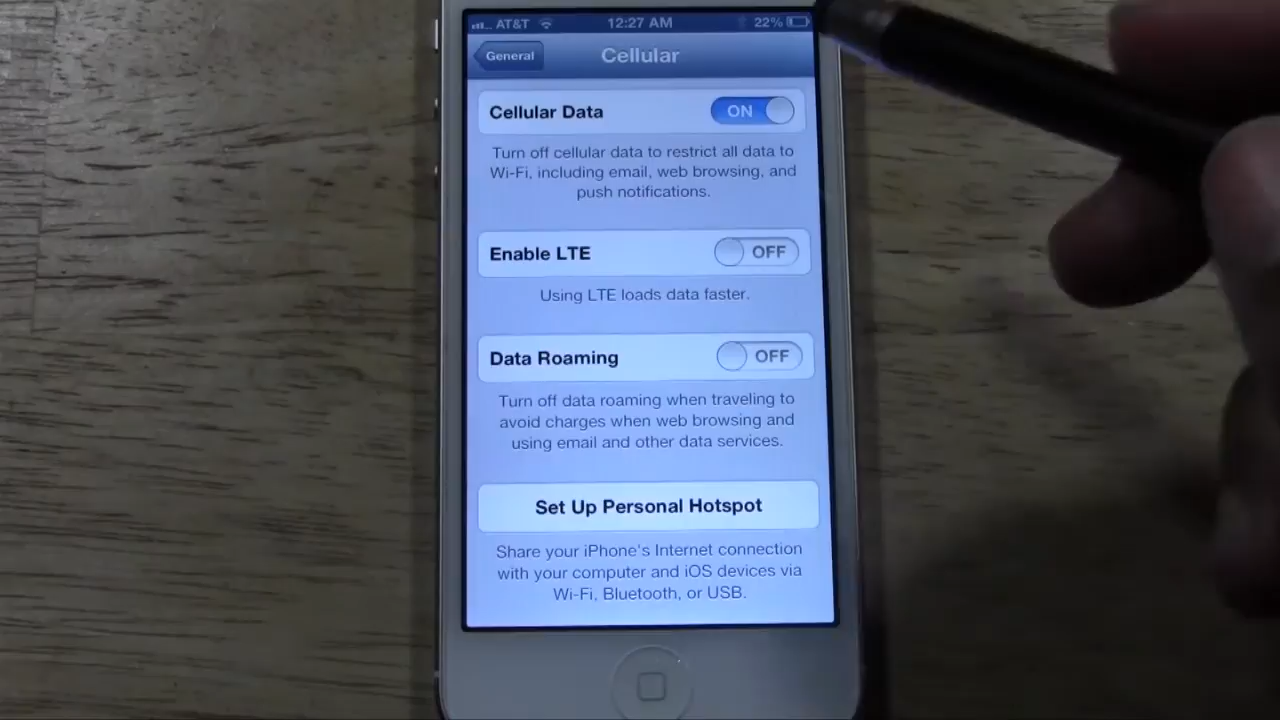 AT&T 12:27 AM 22%
General Cellular
Cellular Data ON
Turn off cellular data to restrict all data to
Wi-Fi, including email, web browsing, and
push notifications.
Enable LTE OFF
Using LTE loads data faster.
Data Roaming OFF
Turn off data roaming when traveling to
avoid charges when web browsing and
using email and other data services.
Set Up Personal Hotspot
Share your iPhone's Internet connection
with your computer and iOS devices via
Wi-Fi, Bluetooth, or USB.